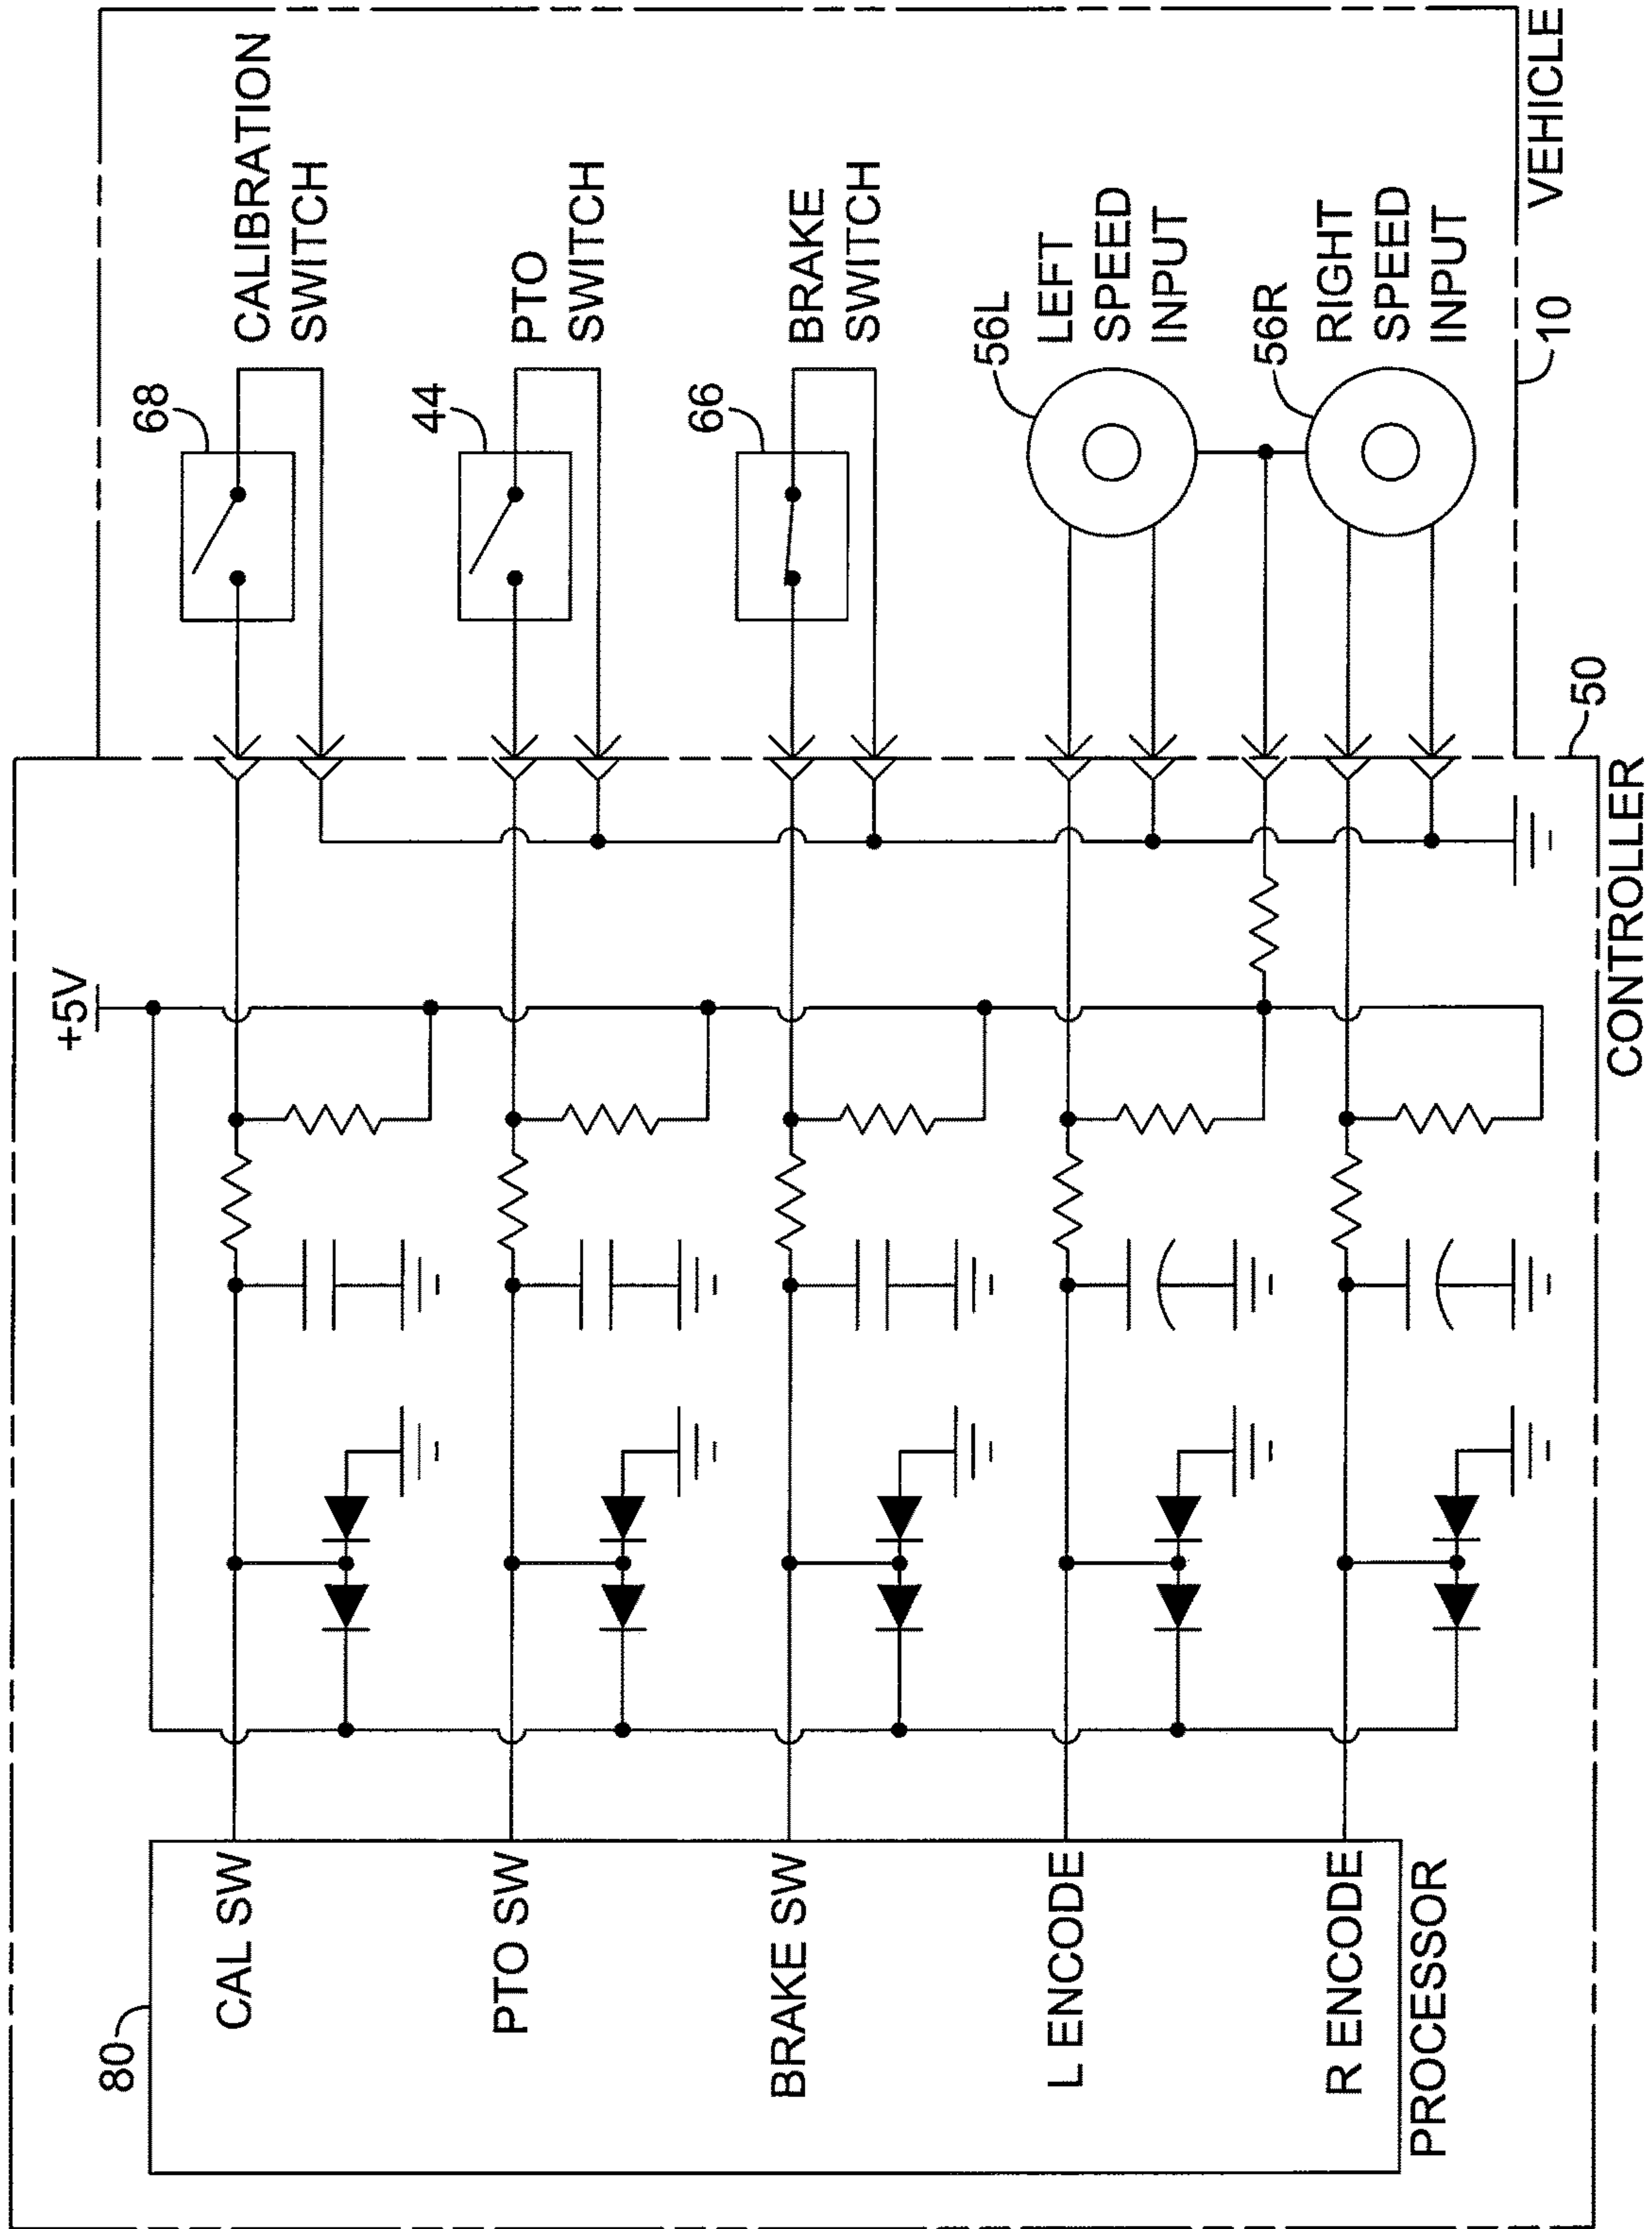 80
CAL SW
PTO SW
BRAKE SW
L ENCODE
R ENCODE
PROCESSOR
+5V
CONTROLLER
50
68
CALIBRATION
SWITCH
44
PTO
SWITCH
66
BRAKE
SWITCH
56L
LEFT
SPEED
INPUT
56R
RIGHT
SPEED
INPUT
10
VEHICLE